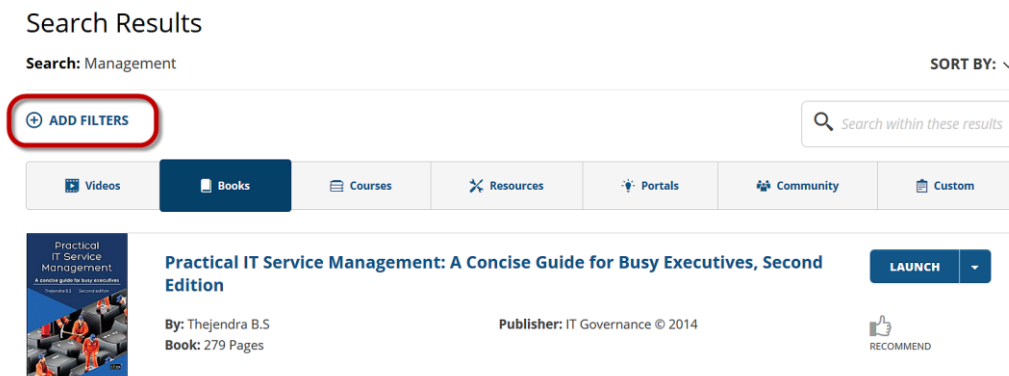 Search Results
Search: Management
SORT BY:
ADD FILTERS
Search within these results
Videos
Books
Courses
Resources
Portals
Community
Custom
Practical
IT Service
Management
A concise guide for busy executives
Thejendra B.S Second edition
Practical IT Service Management: A Concise Guide for Busy Executives, Second
Edition
LAUNCH
By: Thejendra B.S
Publisher: IT Governance © 2014
Book: 279 Pages
RECOMMEND